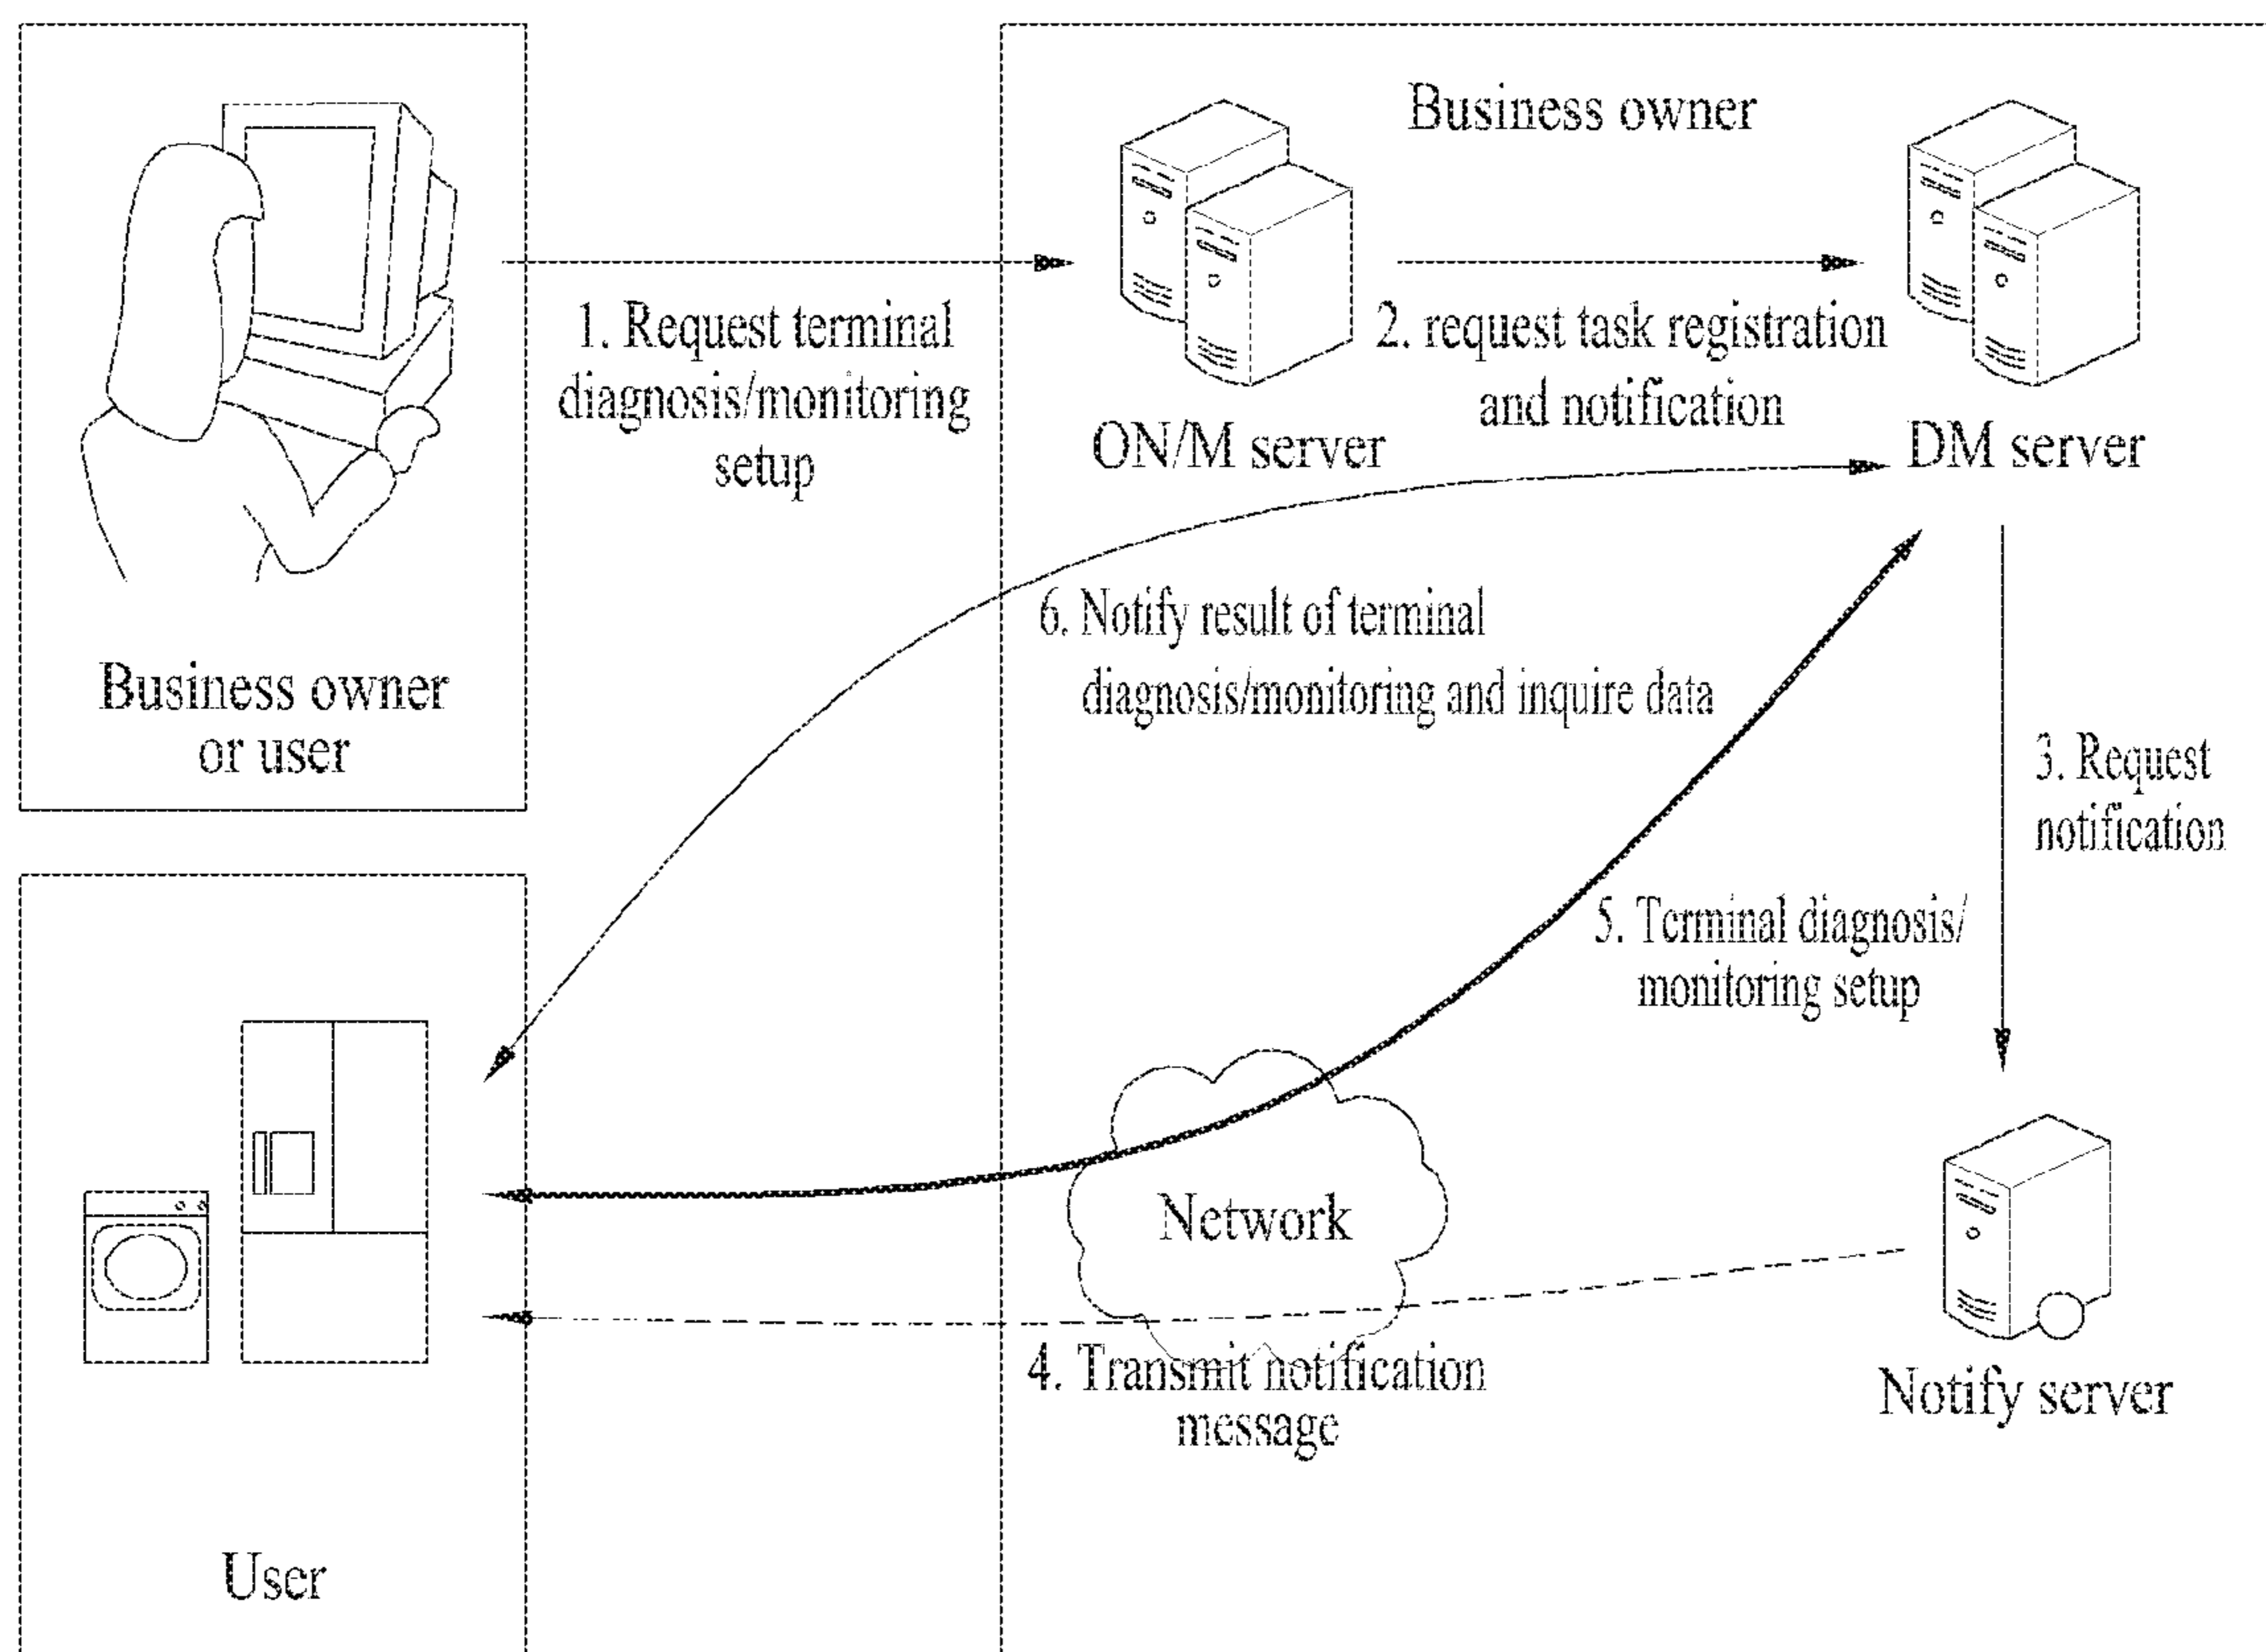 Business owner
1. Request terminal
diagnosis/monitoring
setup
2. request task registration
and notification
ON/M server
DM server
6. Notify result of terminal
diagnosis/monitoring and inquire data
Business owner
or user
3. Request
notification
5. Terminal diagnosis/
monitoring setup
Network
4. Transmit notification
message
Notify server
User